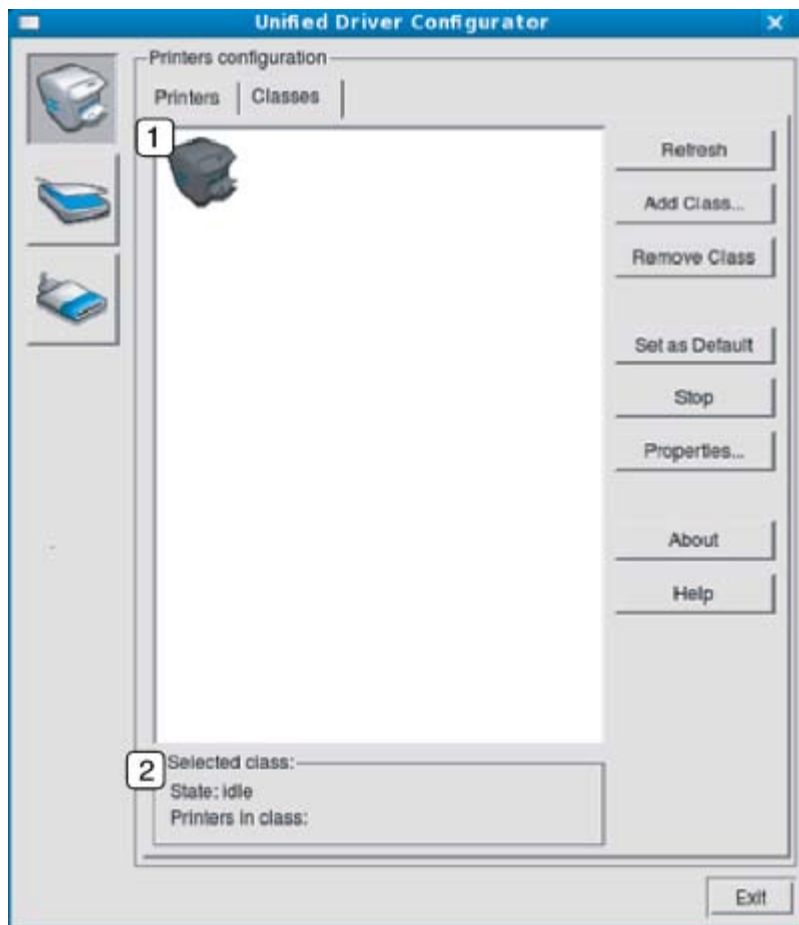 Unified Driver Configurator
Printers configuration
Printers
Classes
1
Refresh
Add Class...
Remove Class
Set as Default
Stop
Properties...
About
Help
2
Selected class:
State: idle
Printers in class:
Exit